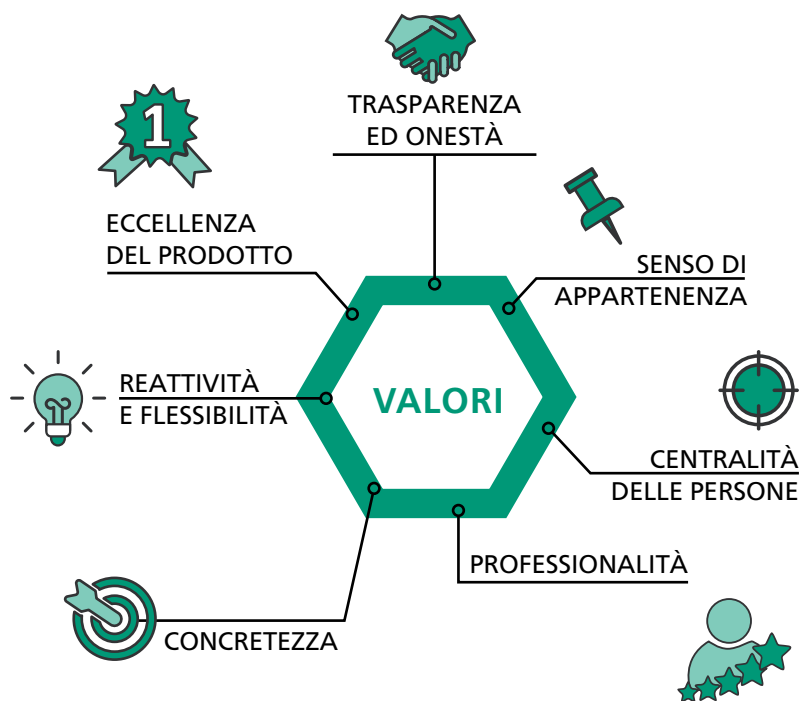 1
TRASPARENZA
ED ONESTÀ
ECCELLENZA
DEL PRODOTTO
SENSO DI
APPARTENENZA
REATTIVITÀ
E FLESSIBILITÀ
VALORI
CENTRALITÀ
DELLE PERSONE
PROFESSIONALITÀ
CONCRETEZZA